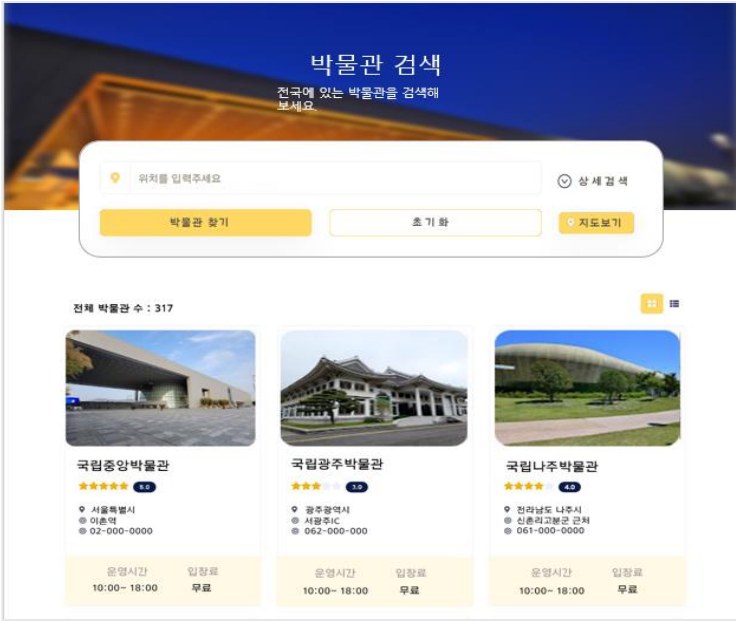 박물관 검색
전국에 있는 박물관을 검색해
보세요.
위치를 입력주세요
상세검색
박물관 찾기
초기화
지도보기
전체 박물관 수 : 317
국립중앙박물관
5.0
서울특별시
이촌역
02-000-0000
운영시간 입장료
10:00~ 18:00 무료
국립광주박물관
3.0
광주광역시
서광주IC
062-000-000
운영시간 입장료
10:00~ 18:00 무료
국립나주박물관
4.0
전라남도 나주시
신촌리고분군 근처
061-000-0000
운영시간 입장료
10:00~ 18:00 무료